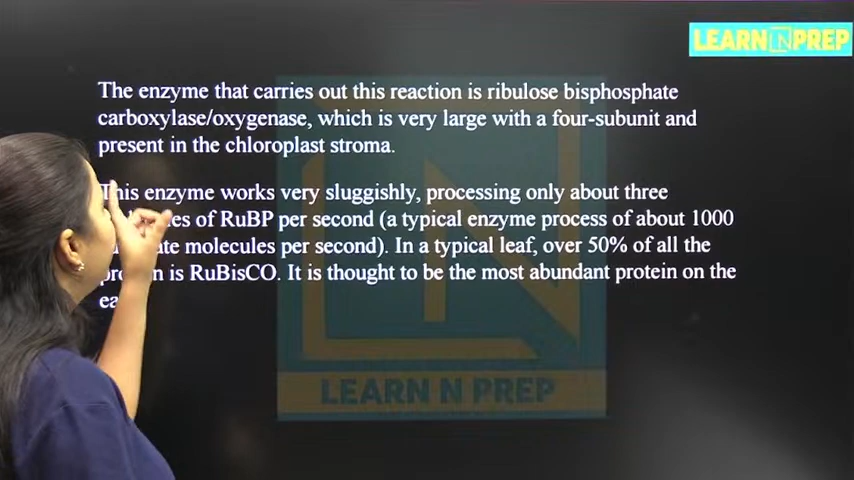 LEARN N PREP
The enzyme that carries out this reaction is ribulose bisphosphate
carboxylase/oxygenase, which is very large with a four-subunit and
present in the chloroplast stroma.
This enzyme works very sluggishly, processing only about three
of RuBP per second (a typical enzyme process of about 1000
molecules per second). In a typical leaf, over 50% of all the
is RuBisCO. It is thought to be the most abundant protein on the
LEARN N PREP